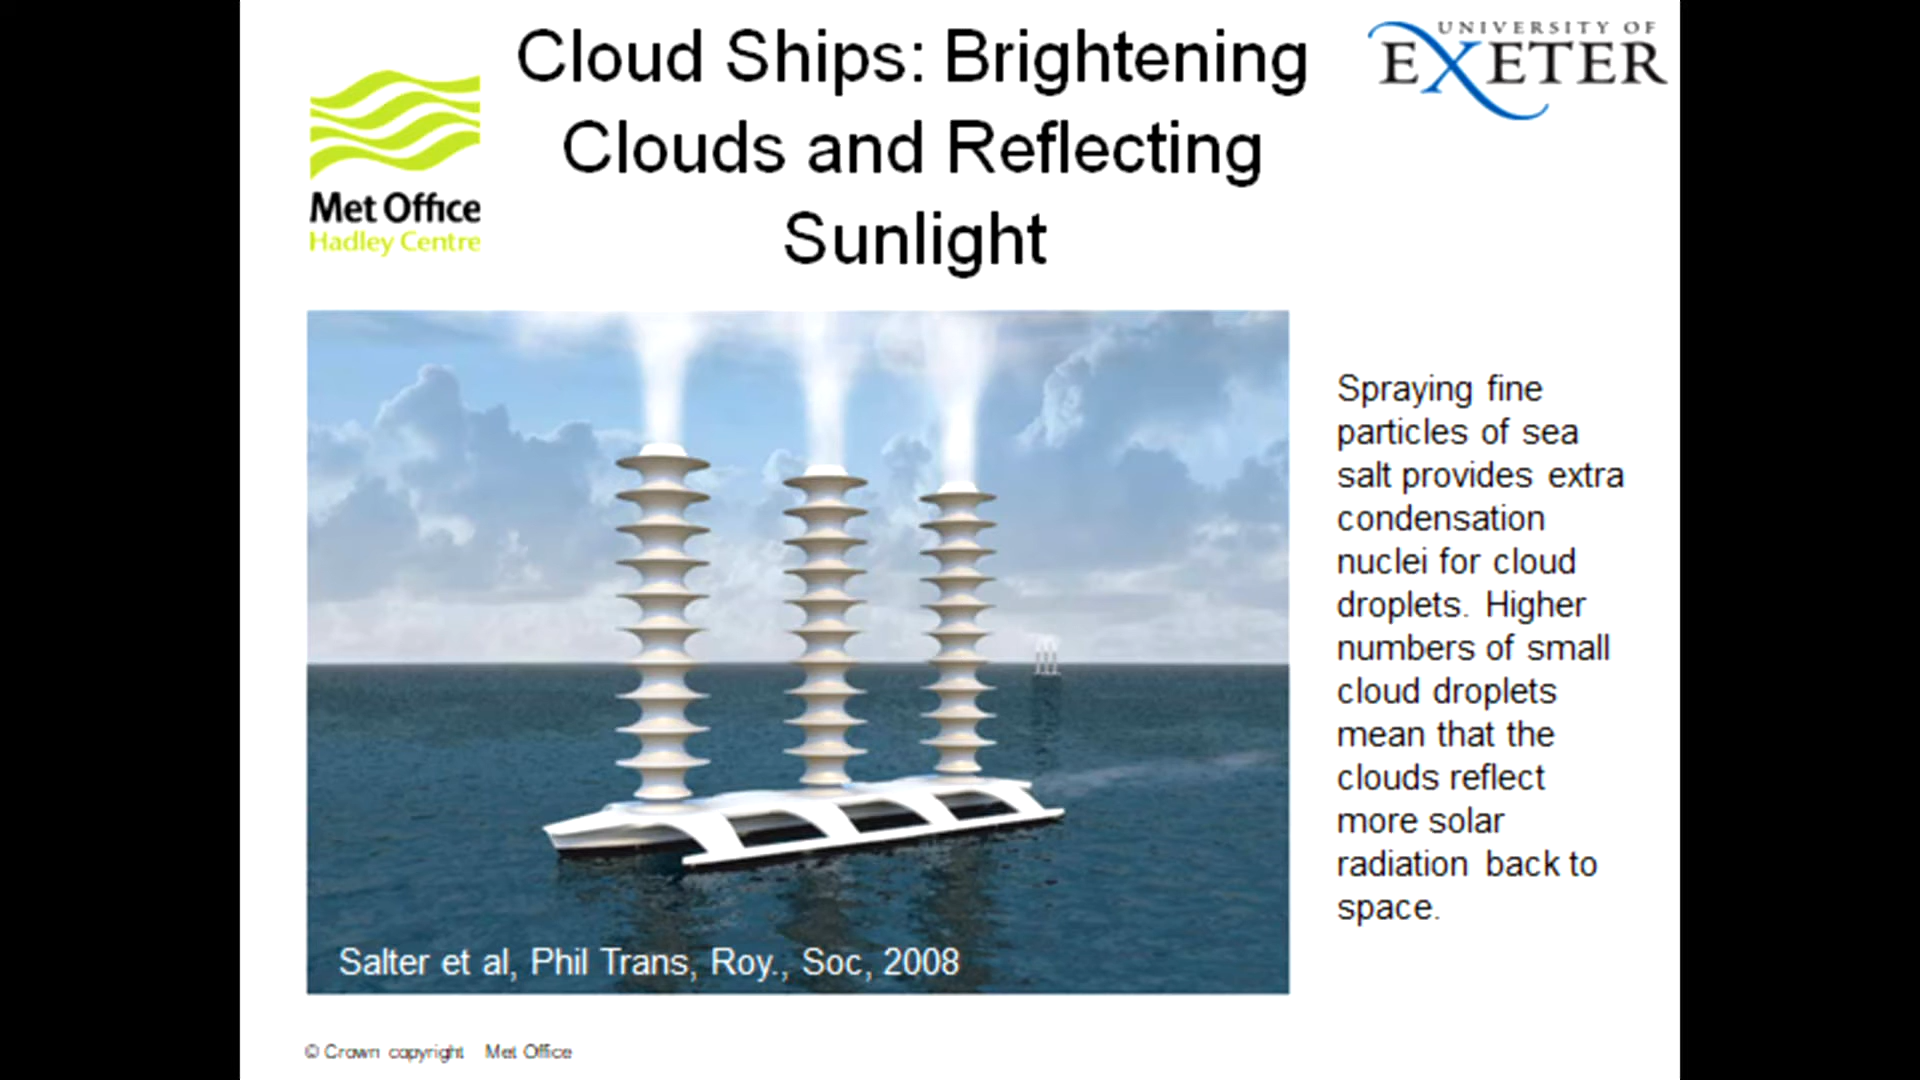 Cloud Ships: Brightening
Clouds and Reflecting
Sunlight
UNIVERSITY OF
EXETER
Met Office
Hadley Centre
Spraying fine
particles of sea
salt provides extra
condensation
nuclei for cloud
droplets. Higher
numbers of small
cloud droplets
mean that the
clouds reflect
more solar
radiation back to
space.
Salter et al, Phil Trans, Roy., Soc, 2008
© Crown copyright Met Office